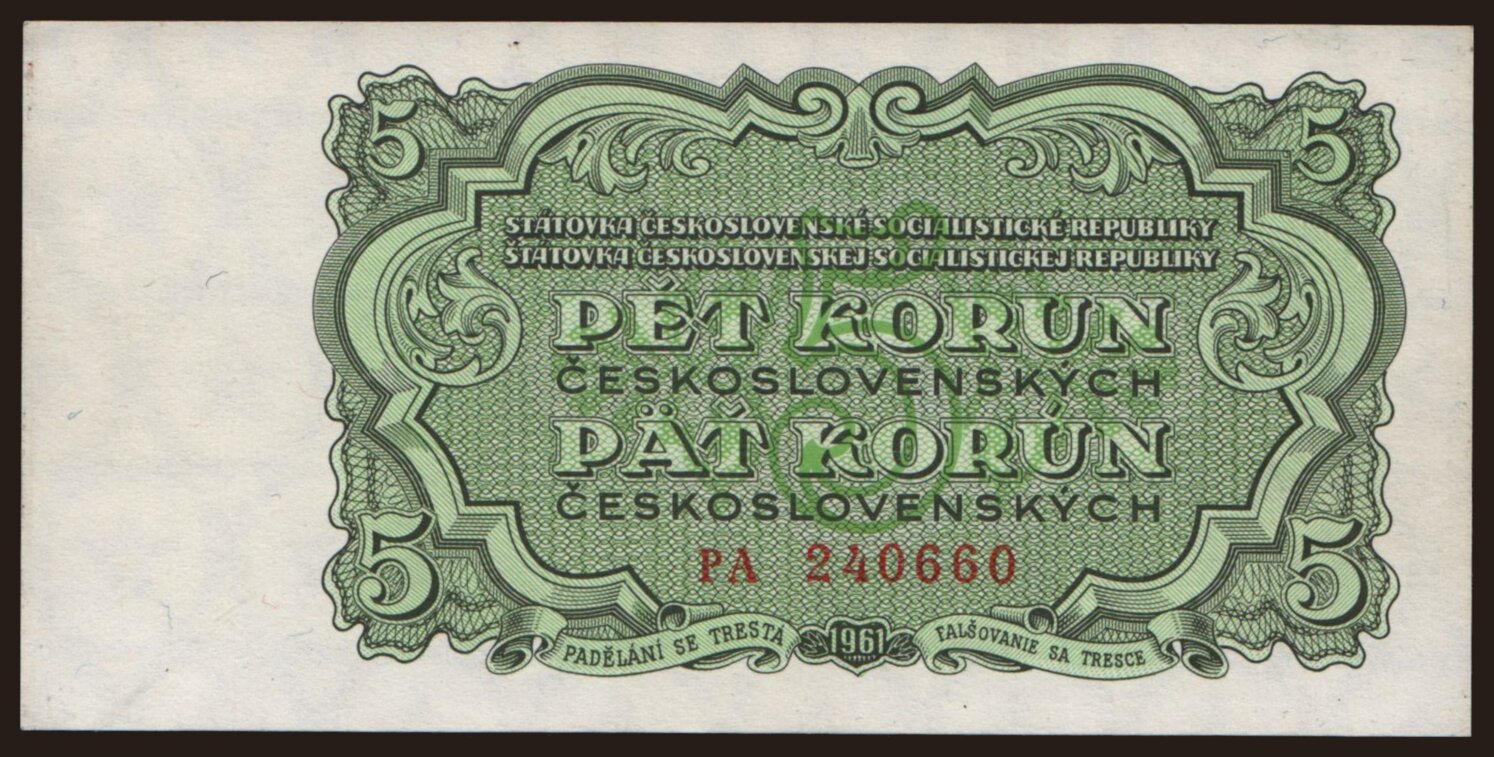 5 5
STÁTOVKA ČESKOSLOVENSKÉ SOCIALISTICKÉ REPUBLIKY
ŠTÁTOVKA ČESKOSLOVENSKEJ SOCIALISTICKEJ REPUBLIKY
PĚT KORUN
ČESKOSLOVENSKÝCH
PÄŤ KORÚN
ČESKOSLOVENSKÝCH
PA 240660
5 5
PADĚLÁNÍ SE TRESTÁ 1961 FALŠOVANIE SA TRESCE